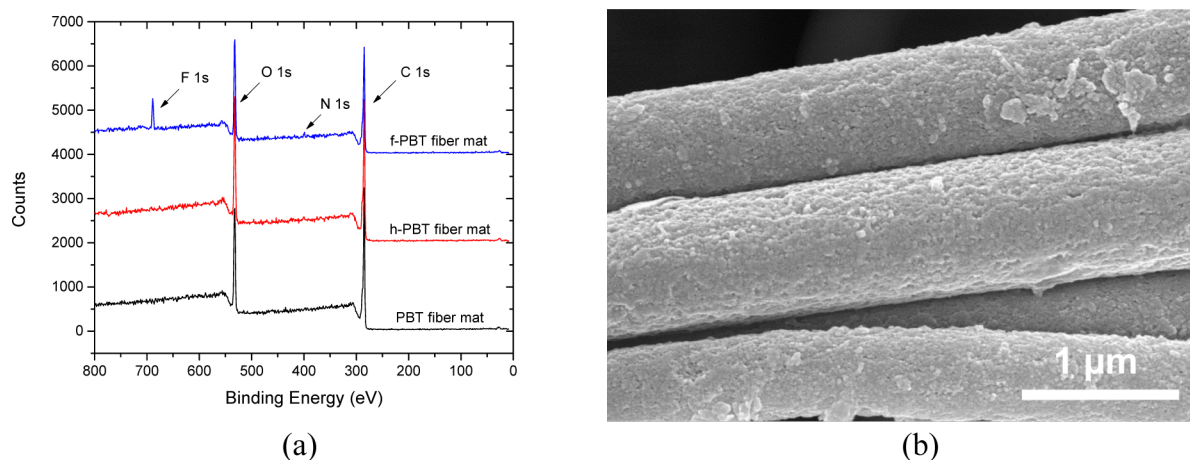 7000
6000
5000
4000
3000
2000
1000
0
Counts
F 1s
O 1s
N 1s
C 1s
f-PBT fiber mat
h-PBT fiber mat
PBT fiber mat
800 700 600 500 400 300 200 100 0
Binding Energy (eV)
(a)
1 µm
(b)